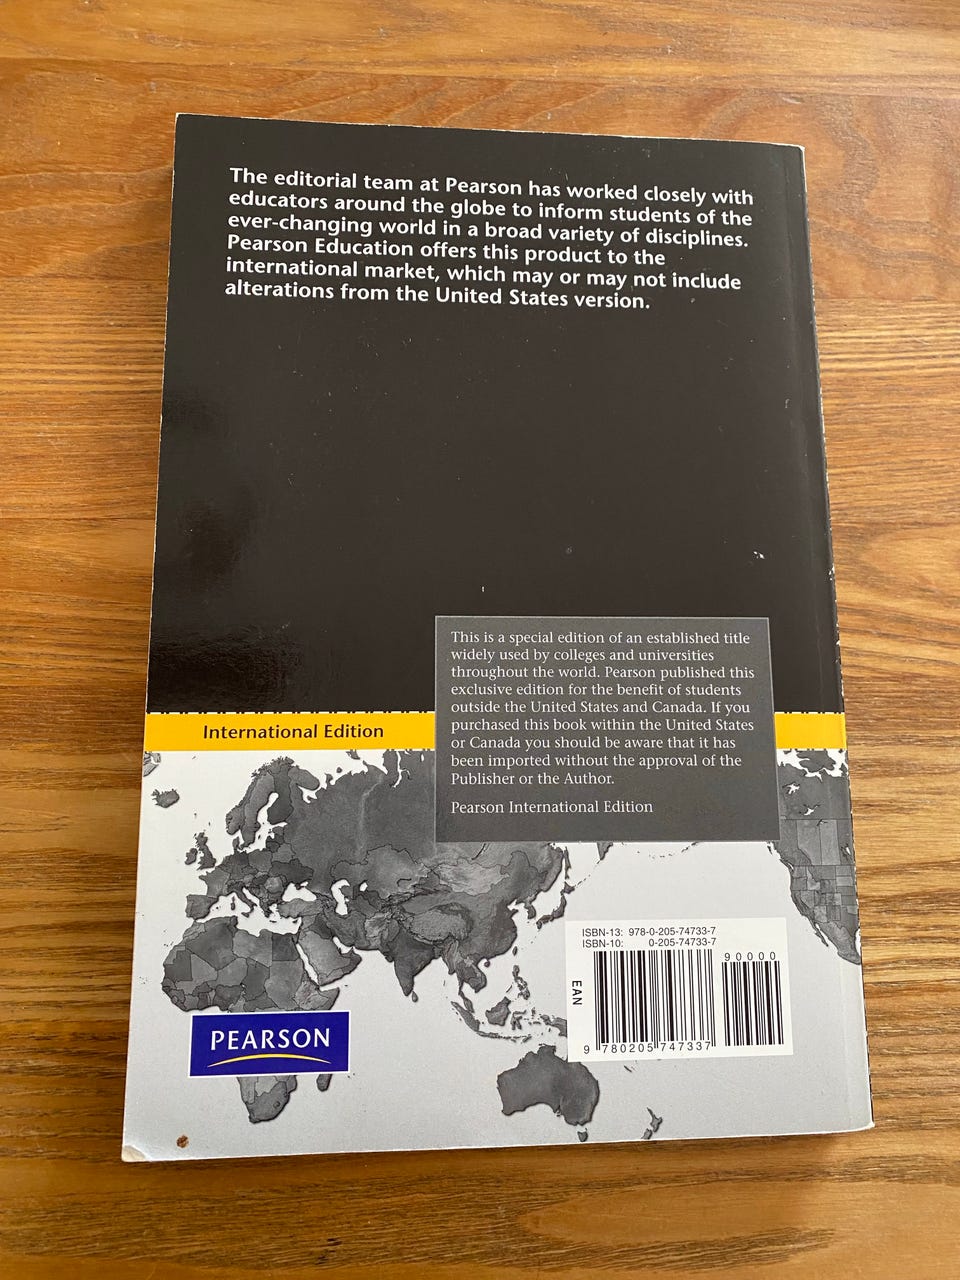 The editorial team at Pearson has worked closely with
educators around the globe to inform students of the
ever-changing world in a broad variety of disciplines.
Pearson Education offers this product to the
international market, which may or may not include
alterations from the United States version.
This is a special edition of an established title
widely used by colleges and universities
throughout the world. Pearson published this
exclusive edition for the benefit of students
outside the United States and Canada. If you
purchased this book within the United States
or Canada you should be aware that it has
been imported without the approval of the
Publisher or the Author.
Pearson International Edition
International Edition
ISBN-13: 978-0-205-74733-7
ISBN-10: 0-205-74733-7
90000
EAN
9 780205 747337
PEARSON